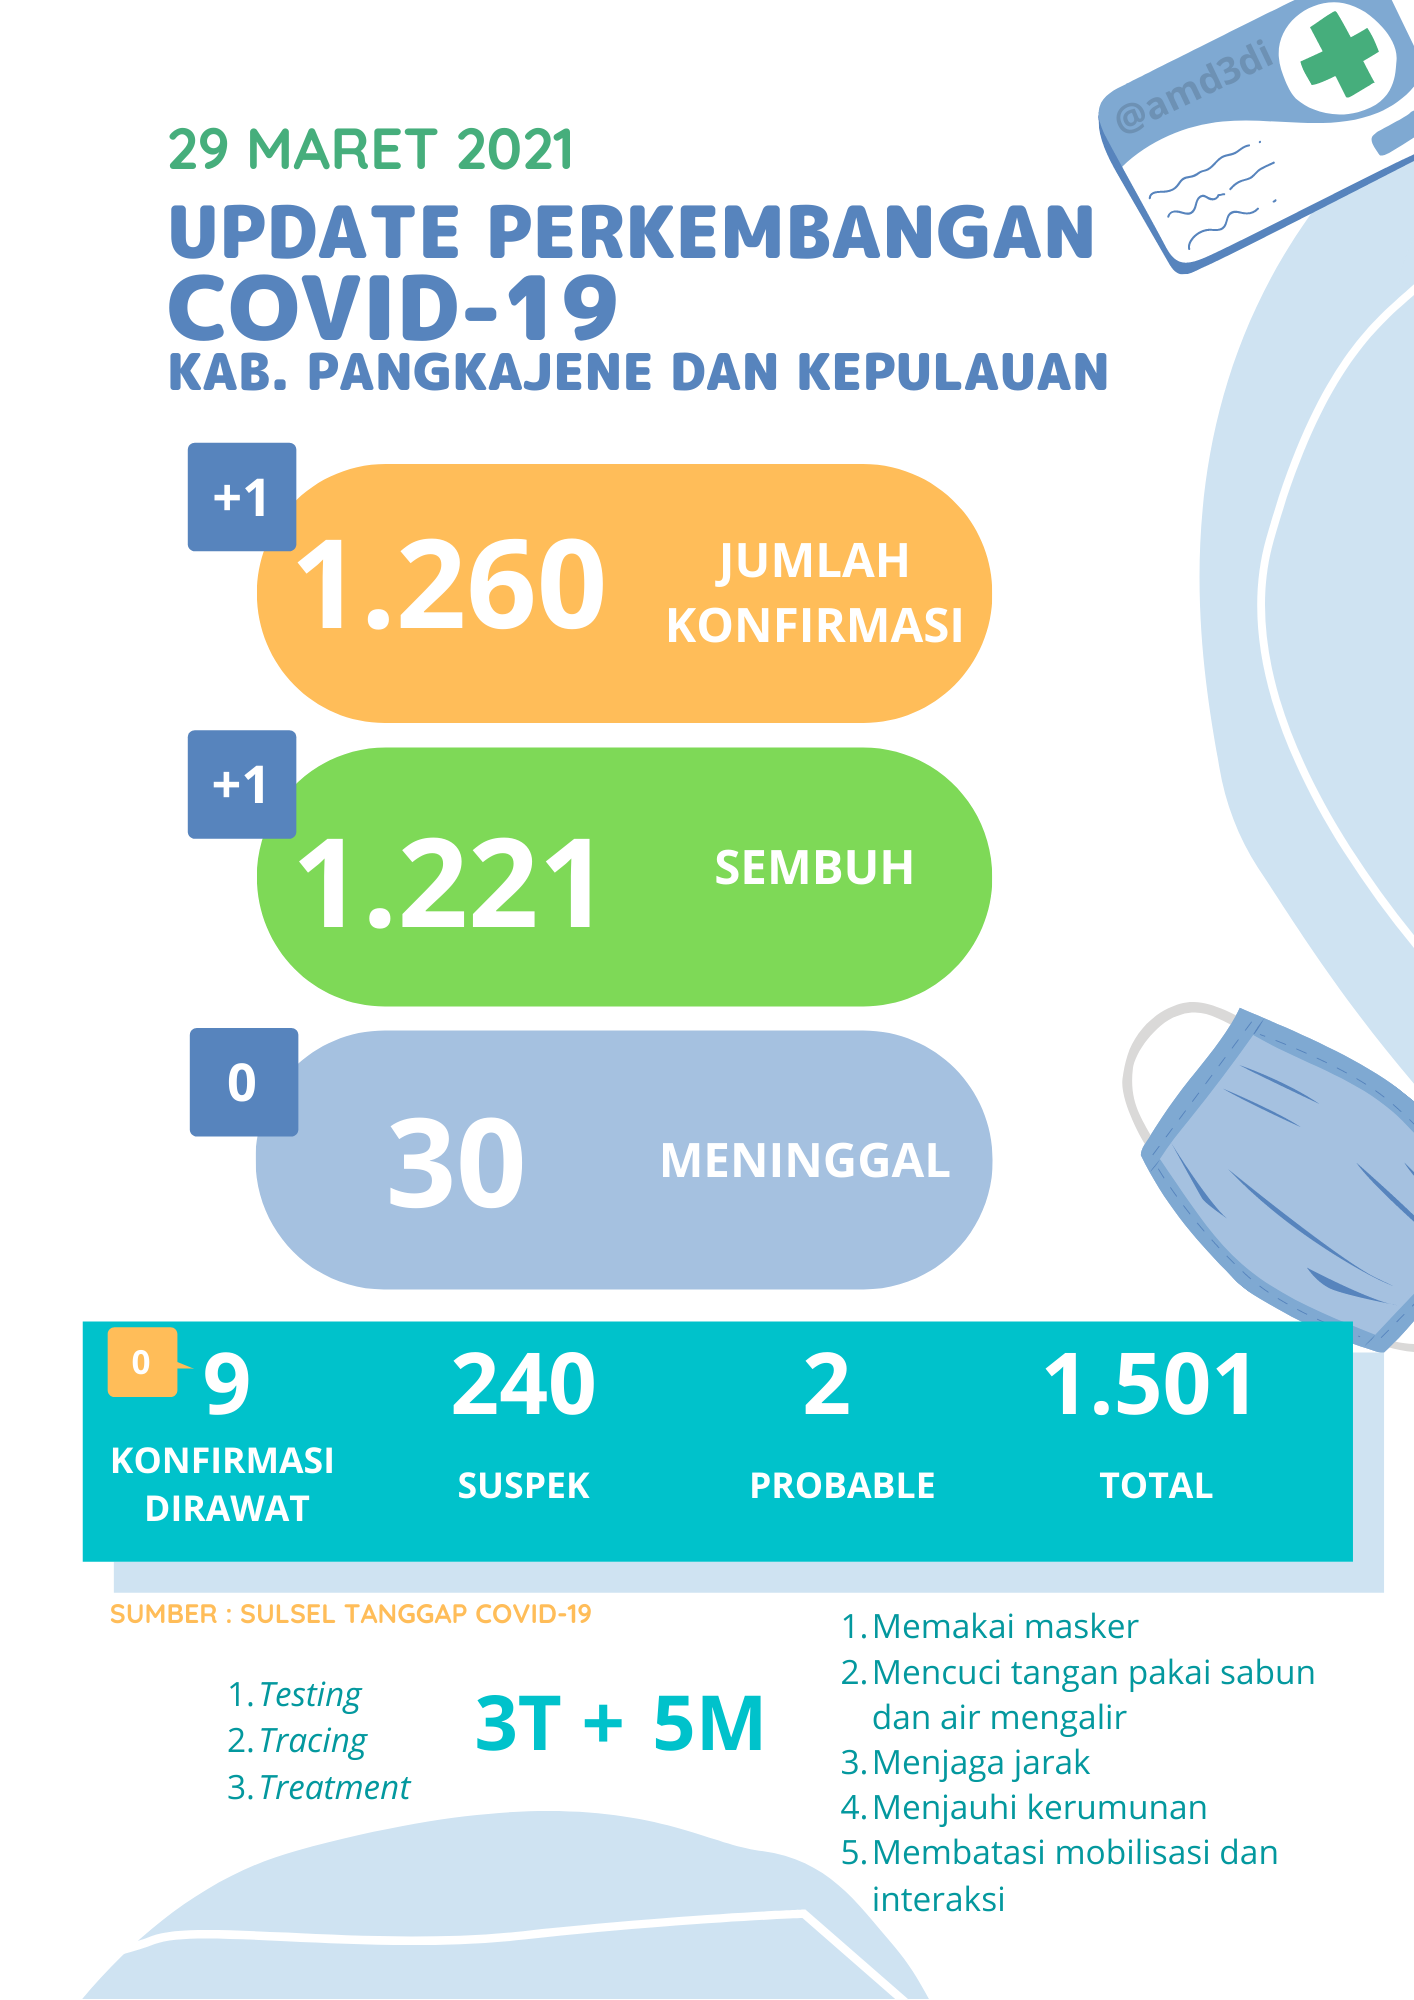 @amd3di
29 MARET 2021
UPDATE PERKEMBANGAN
COVID-19
KAB. PANGKAJENE DAN KEPULAUAN
+1
1.260
JUMLAH
KONFIRMASI
+1
1.221
SEMBUH
0
30
MENINGGAL
0
9
KONFIRMASI
DIRAWAT
240
SUSPEK
2
PROBABLE
1.501
TOTAL
SUMBER : SULSEL TANGGAP COVID-19
1. Testing
2. Tracing
3. Treatment
3T + 5M
1. Memakai masker
2. Mencuci tangan pakai sabun
dan air mengalir
3. Menjaga jarak
4. Menjauhi kerumunan
5. Membatasi mobilisasi dan
interaksi